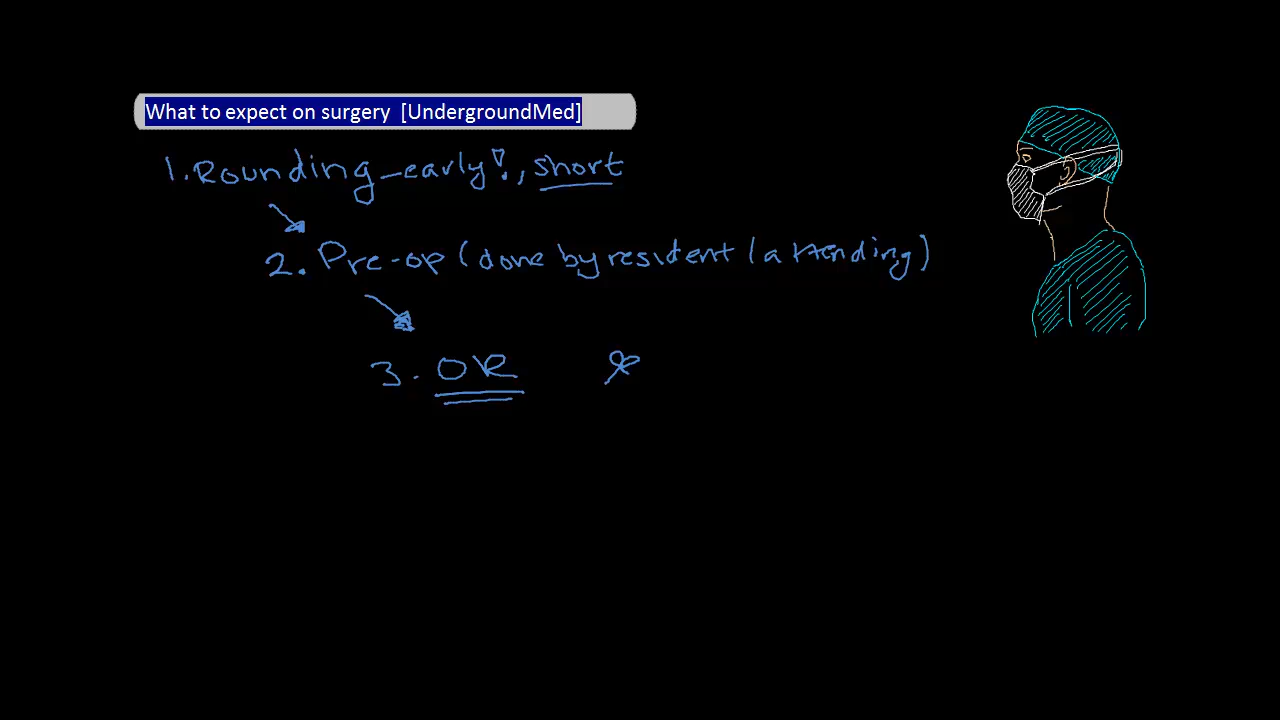 What to expect on surgery [UndergroundMed]
1. Rounding - early!, short
2. Pre-op (done by resident / attending)
3. OR